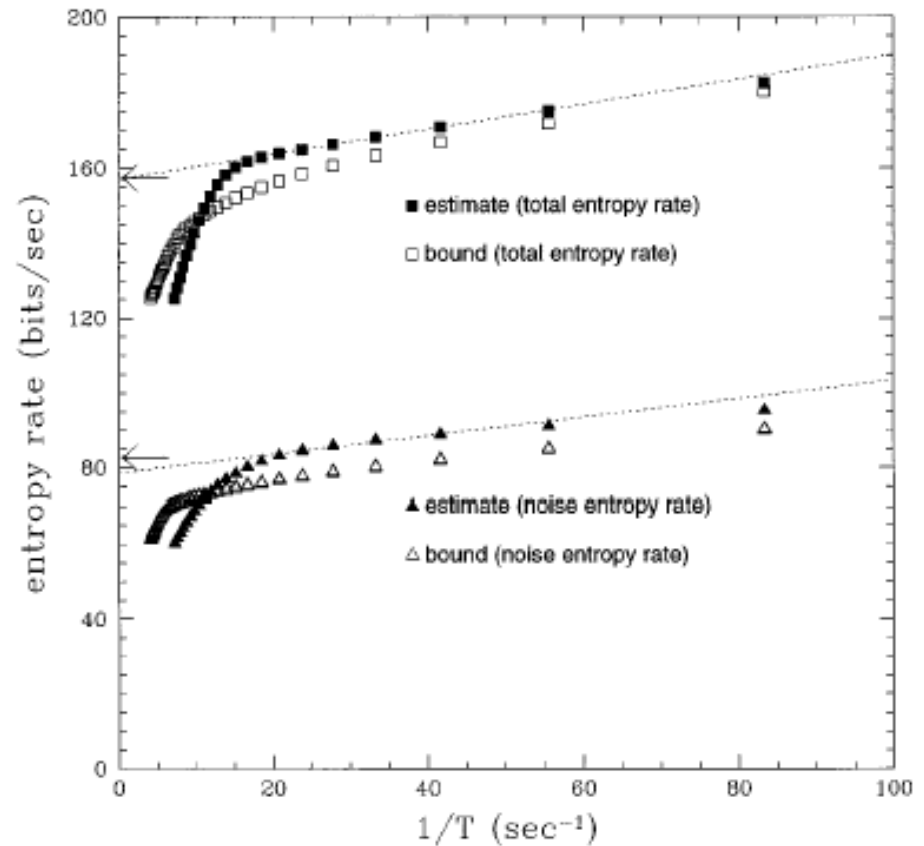 200
160
120
80
40
0
entropy rate (bits/sec)
■ estimate (total entropy rate)
□ bound (total entropy rate)
▲ estimate (noise entropy rate)
△ bound (noise entropy rate)
0 20 40 60 80 100
1/T (sec⁻¹)